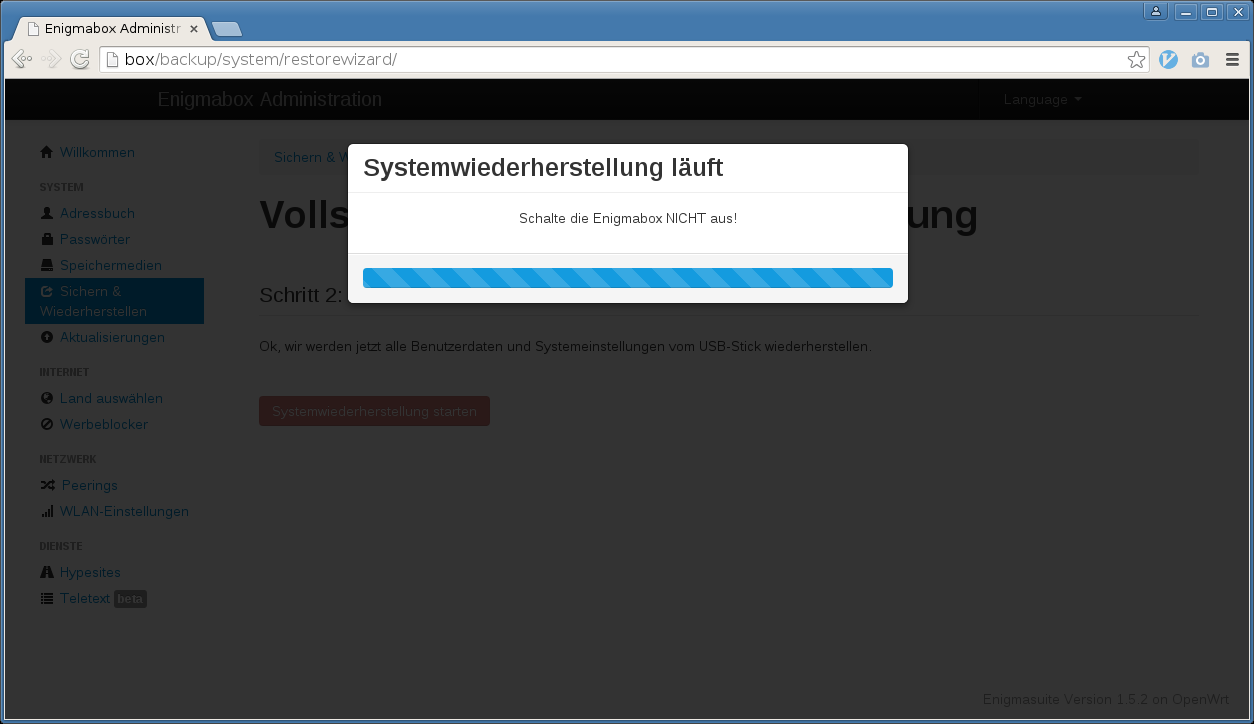 Enigmabox Administr
box/backup/system/restorewizard/
Enigmabox Administration
Language
Willkommen
SYSTEM
Adressbuch
Passwörter
Speichermedien
Sichern &
Wiederherstellen
Aktualisierungen
INTERNET
Land auswählen
Werbeblocker
NETZWERK
Peerings
WLAN-Einstellungen
DIENSTE
Hypesites
Teletext beta
Sichern & W
Systemwiederherstellung läuft
Schalte die Enigmabox NICHT aus!
Volls ung
Schritt 2:
Ok, wir werden jetzt alle Benutzerdaten und Systemeinstellungen vom USB-Stick wiederherstellen.
Systemwiederherstellung starten
Enigmasuite Version 1.5.2 on OpenWrt